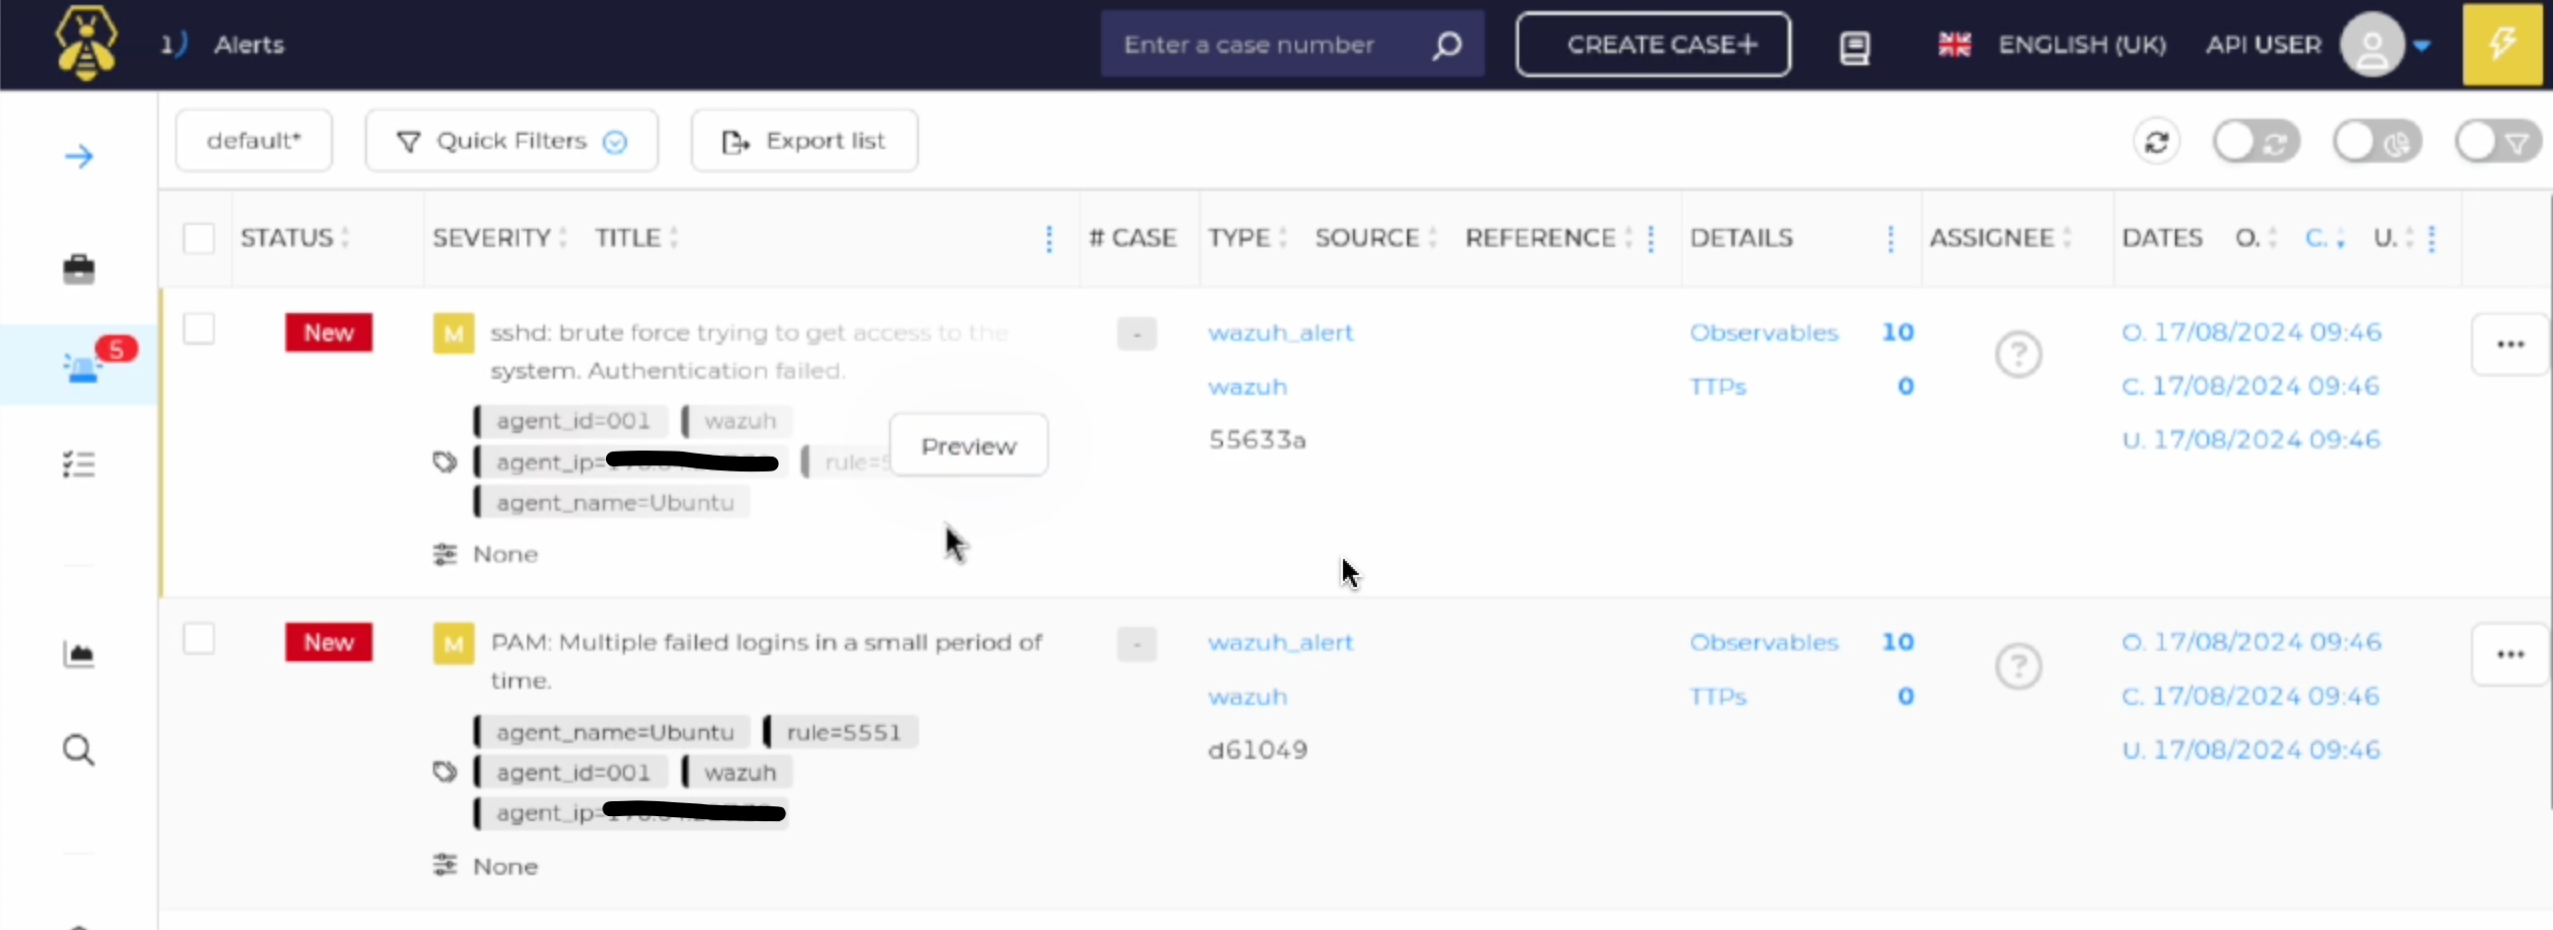 1) Alerts
Enter a case number
CREATE CASE+
ENGLISH (UK)
API USER
default*
Quick Filters
Export list
STATUS SEVERITY TITLE # CASE TYPE SOURCE REFERENCE DETAILS ASSIGNEE DATES O. C. U.
5
New
M
sshd: brute force trying to get access to the
system. Authentication failed.
agent_id=001 wazuh
agent_ip= rule=5
agent_name=Ubuntu
None
Preview
-
wazuh_alert
wazuh
55633a
Observables 10
TTPs 0
?
O. 17/08/2024 09:46
C. 17/08/2024 09:46
U. 17/08/2024 09:46
New
M
PAM: Multiple failed logins in a small period of
time.
agent_name=Ubuntu rule=5551
agent_id=001 wazuh
agent_ip=
None
-
wazuh_alert
wazuh
d61049
Observables 10
TTPs 0
?
O. 17/08/2024 09:46
C. 17/08/2024 09:46
U. 17/08/2024 09:46